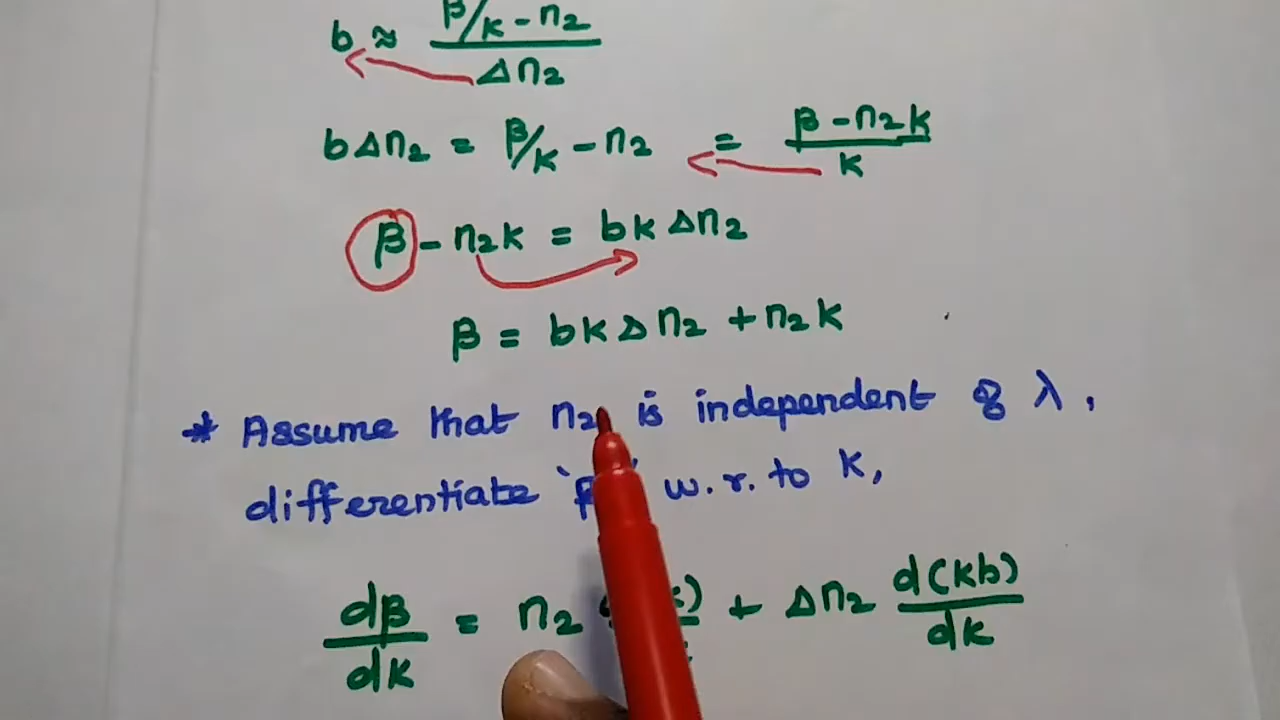 b ≈ β/k - n2 / Δn2
bΔn2 = β/k - n2 = β - n2k / k
β - n2k = bkΔn2
β = bkΔn2 + n2k
* Assume that n2 is independent of λ,
differentiate w.r. to k,
dβ/dk = n2 + Δn2 d(kb)/dk